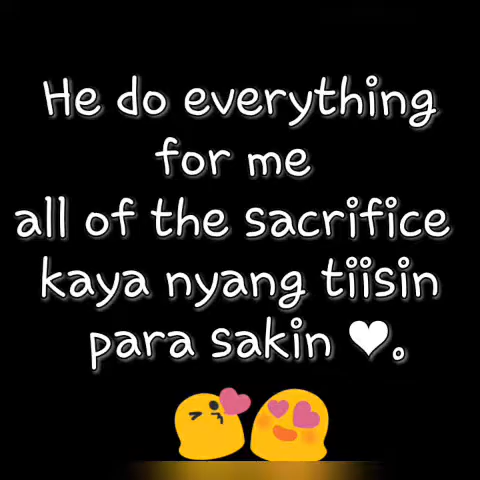 He do everything
for me
all of the sacrifice
kaya nyang tiisin
para sakin ❤.